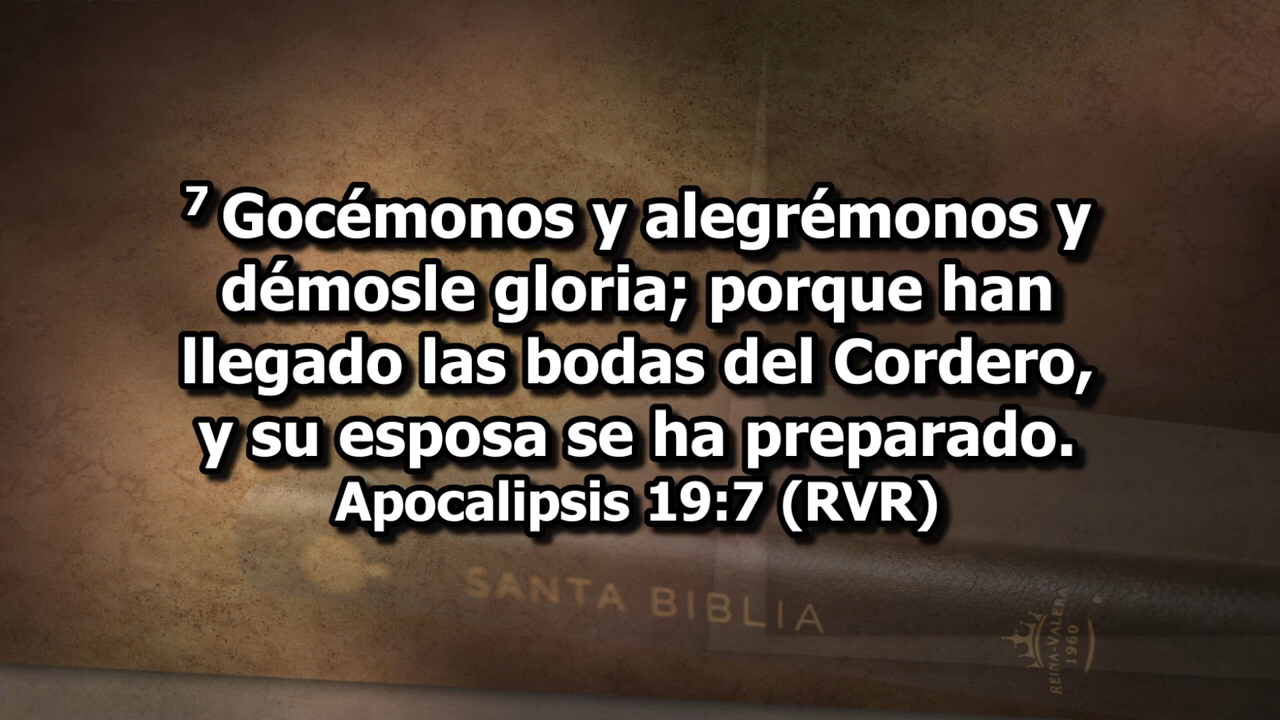 ⁷ Gocémonos y alegrémonos y
démosle gloria; porque han
llegado las bodas del Cordero,
y su esposa se ha preparado.
Apocalipsis 19:7 (RVR)
SANTA BIBLIA
REINA-VALERA
1960